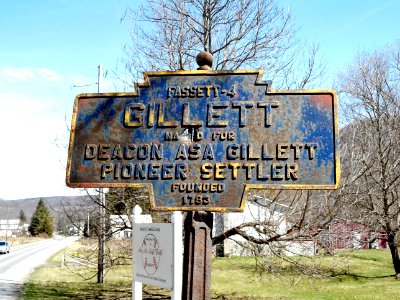 FASSETT-4
GILLETT
NAMED FOR
DEACON ASA GILLETT
PIONEER SETTLER
FOUNDED
1783